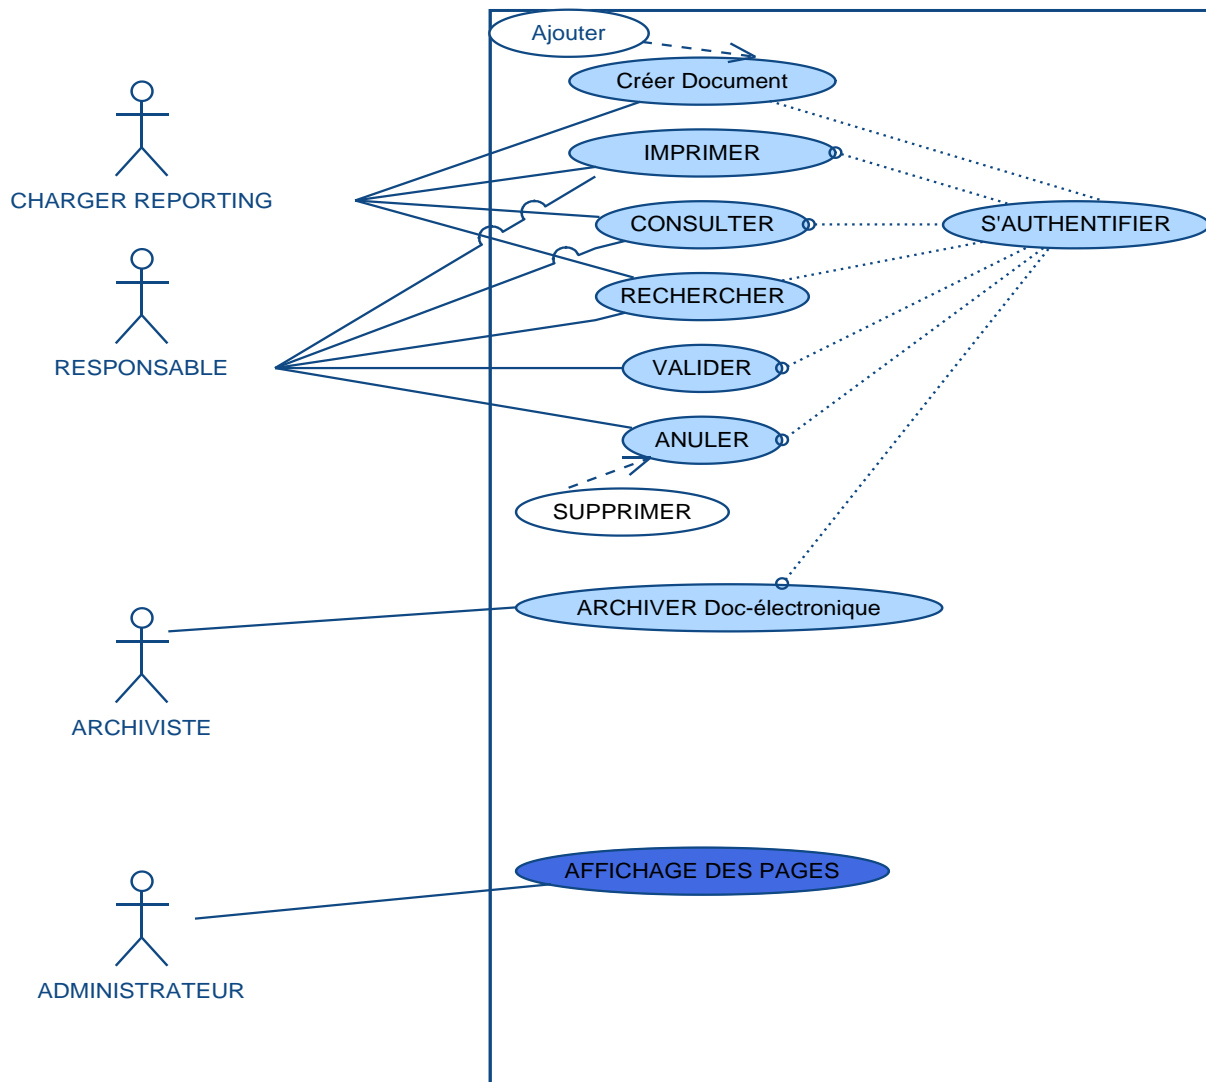 Ajouter
Créer Document
IMPRIMER
CHARGER REPORTING
CONSULTER
S'AUTHENTIFIER
RECHERCHER
RESPONSABLE
VALIDER
ANULER
SUPPRIMER
ARCHIVER Doc-électronique
ARCHIVISTE
AFFICHAGE DES PAGES
ADMINISTRATEUR